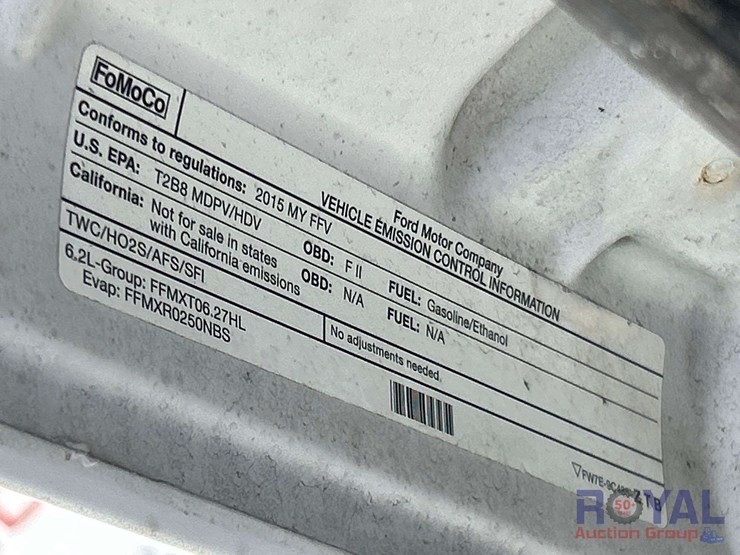 FoMoCo
Ford Motor Company
VEHICLE EMISSION CONTROL INFORMATION
Conforms to regulations: 2015 MY FFV
U.S. EPA: T2B8 MDPV/HDV OBD: F II FUEL: Gasoline/Ethanol
California: Not for sale in states with California emissions OBD: N/A FUEL: N/A
TWC/HO2S/AFS/SFI
6.2L-Group: FFMXT06.27HL
Evap: FFMXR0250NBS
No adjustments needed.
ZTB
ROYAL
50+
Auction Group